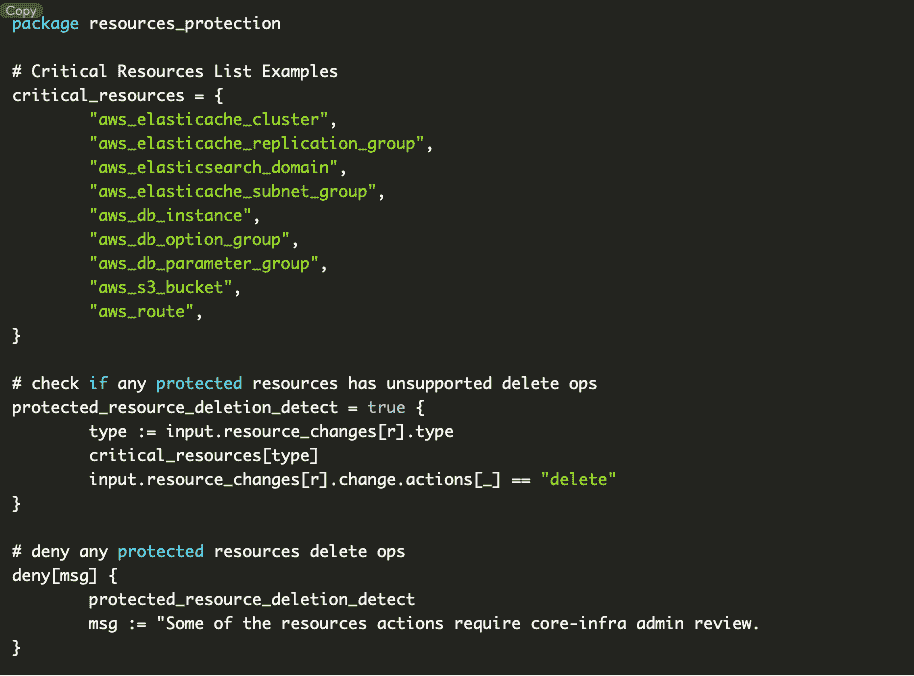 Copy
package resources_protection
# Critical Resources List Examples
critical_resources = {
"aws_elasticache_cluster",
"aws_elasticache_replication_group",
"aws_elasticsearch_domain",
"aws_elasticache_subnet_group",
"aws_db_instance",
"aws_db_option_group",
"aws_db_parameter_group",
"aws_s3_bucket",
"aws_route",
}
# check if any protected resources has unsupported delete ops
protected_resource_deletion_detect = true {
type := input.resource_changes[r].type
critical_resources[type]
input.resource_changes[r].change.actions[_] == "delete"
}
# deny any protected resources delete ops
deny[msg] {
protected_resource_deletion_detect
msg := "Some of the resources actions require core-infra admin review.
}